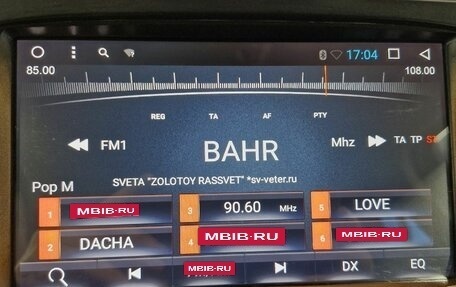 17:04
85.00
108.00
REG TA AF PTY
FM1
BAHR
Mhz
TA TP ST
Pop M
SVETA "ZOLOTOY RASSVET" *sv-veter.ru
1 MBIB·RU
3 90.60 MHz
5 LOVE
2 DACHA
4 MBIB·RU
6 MBIB·RU
MBIB·RU
DX
EQ